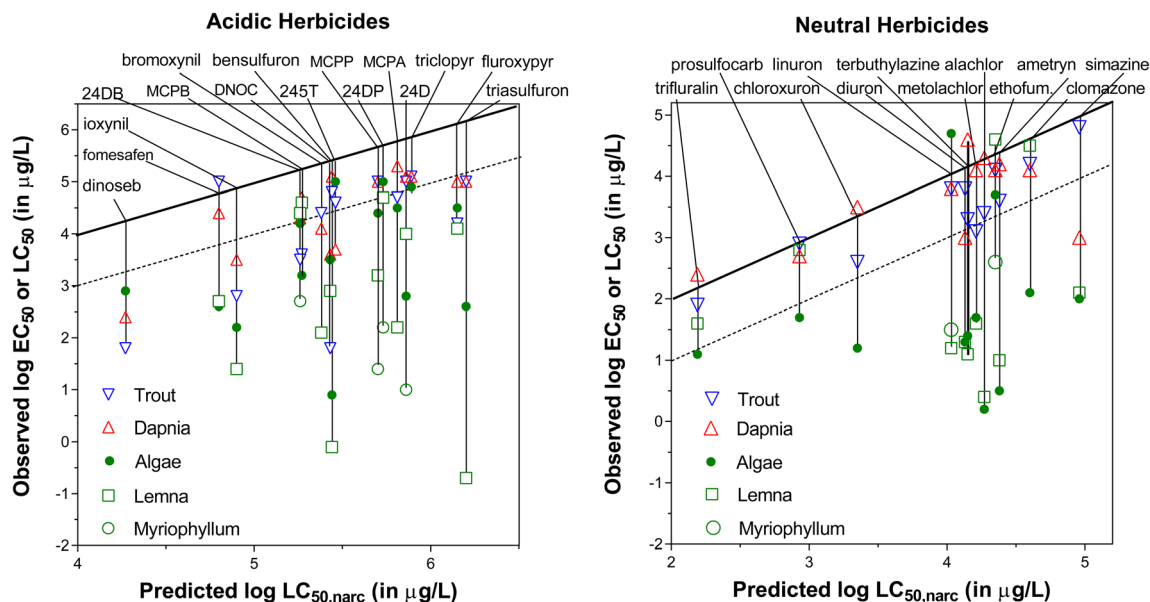 Acidic Herbicides
bromoxynil bensulfuron MCPP MCPA triclopyr fluroxypyr
24DB MCPB DNOC 245T 24DP 24D triasulfuron
ioxynil
fomesafen
dinoseb
Observed log EC50 or LC50 (in μg/L)
6
5
4
3
2
1
0
-1
-2
Trout
Dapnia
Algae
Lemna
Myriophyllum
4 5 6
Predicted log LC50,narc (in μg/L)
Neutral Herbicides
prosulfocarb linuron terbuthylazine alachlor ametryn simazine
trifluralin chloroxuron diuron metolachlor ethofum. clomazone
Observed log EC50 or LC50 (in μg/L)
5
4
3
2
1
0
-1
-2
Trout
Dapnia
Algae
Lemna
Myriophyllum
2 3 4 5
Predicted log LC50,narc (in μg/L)